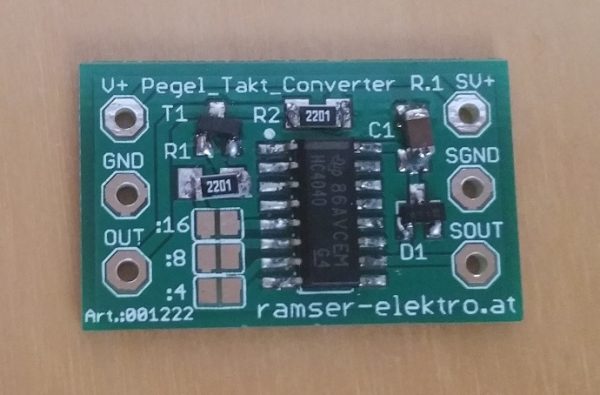 V+ Pegel_Takt_Converter R.1 SV+
T1
R2
2201
C1
GND
R1
2201
SGND
HC4040
86AVCEM
G4
:16
OUT
:8
SOUT
D1
:4
Art.:001222
ramser-elektro.at